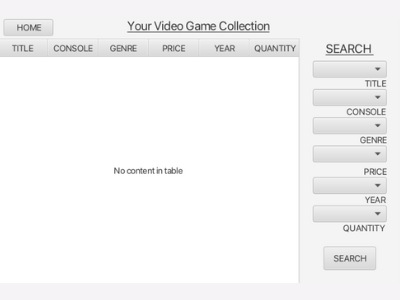 HOME
Your Video Game Collection
TITLE CONSOLE GENRE PRICE YEAR QUANTITY
No content in table
SEARCH
TITLE
CONSOLE
GENRE
PRICE
YEAR
QUANTITY
SEARCH